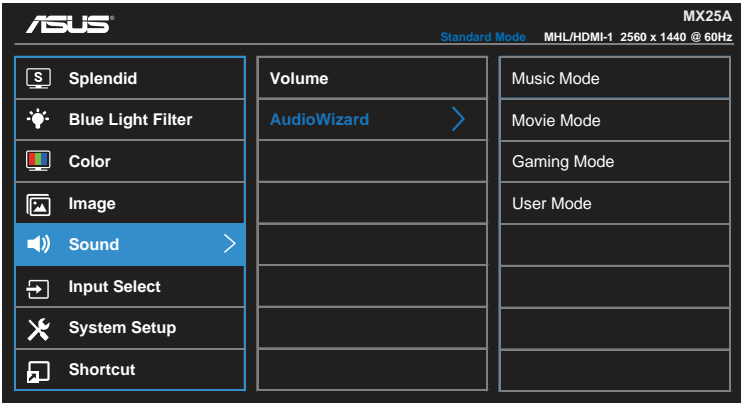 ASUS
MX25A
Standard Mode MHL/HDMI-1 2560 x 1440 @ 60Hz
S Splendid
Blue Light Filter
Color
Image
Sound
Input Select
System Setup
Shortcut
Volume
AudioWizard
Music Mode
Movie Mode
Gaming Mode
User Mode